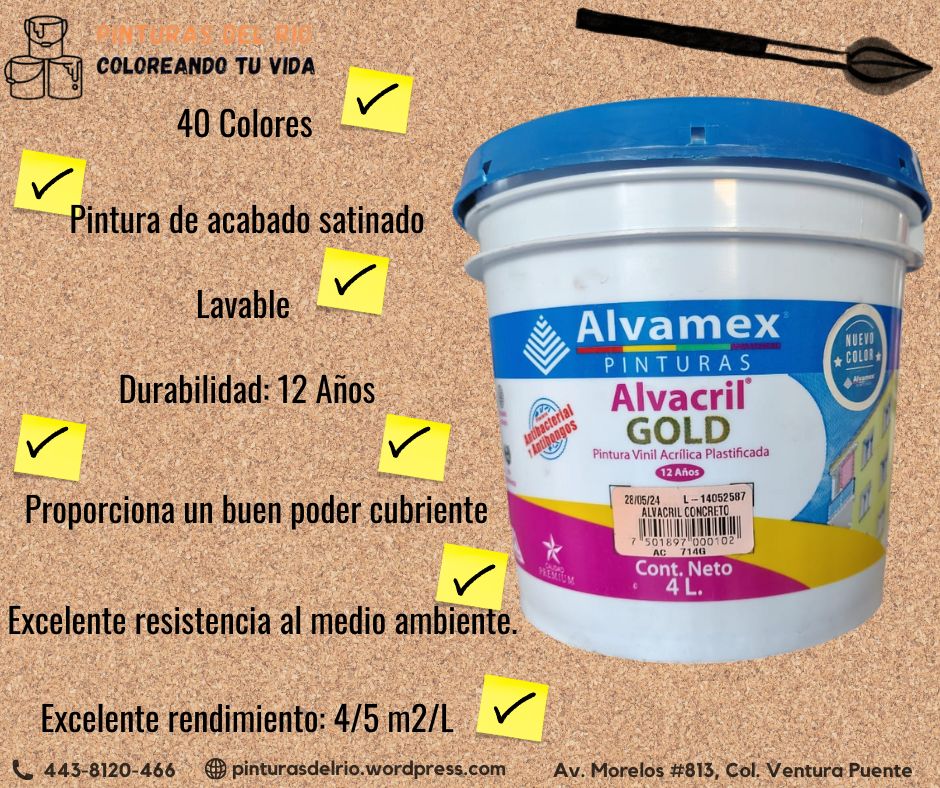 PINTURAS DEL RIO
COLOREANDO TU VIDA
40 Colores
Pintura de acabado satinado
Lavable
Durabilidad: 12 Años
Proporciona un buen poder cubriente
Excelente resistencia al medio ambiente.
Excelente rendimiento: 4/5 m2/L
Alvamex®
PINTURAS
NUEVO
COLOR
Alvamex
Alvacril®
GOLD
Antibacterial
y Antihongos
Pintura Vinil Acrílica Plastificada
12 Años
28/05/24 L-14052587
ALVACRIL CONCRETO
7 501897 000102
AC 714G
CALIDAD
PREMIUM
Cont. Neto
4 L.
443-8120-466
pinturasdelrio.wordpress.com
Av. Morelos #813, Col. Ventura Puente